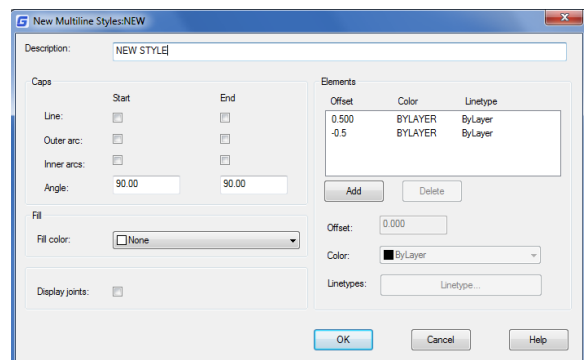 New Multiline Styles:NEW
Description: NEW STYLE
Caps
Start End
Line:
Outer arc:
Inner arcs:
Angle: 90.00 90.00
Fill
Fill color: None
Display joints:
Elements
Offset Color Linetype
0.500 BYLAYER ByLayer
-0.5 BYLAYER ByLayer
Add Delete
Offset: 0.000
Color: ByLayer
Linetypes: Linetype...
OK Cancel Help